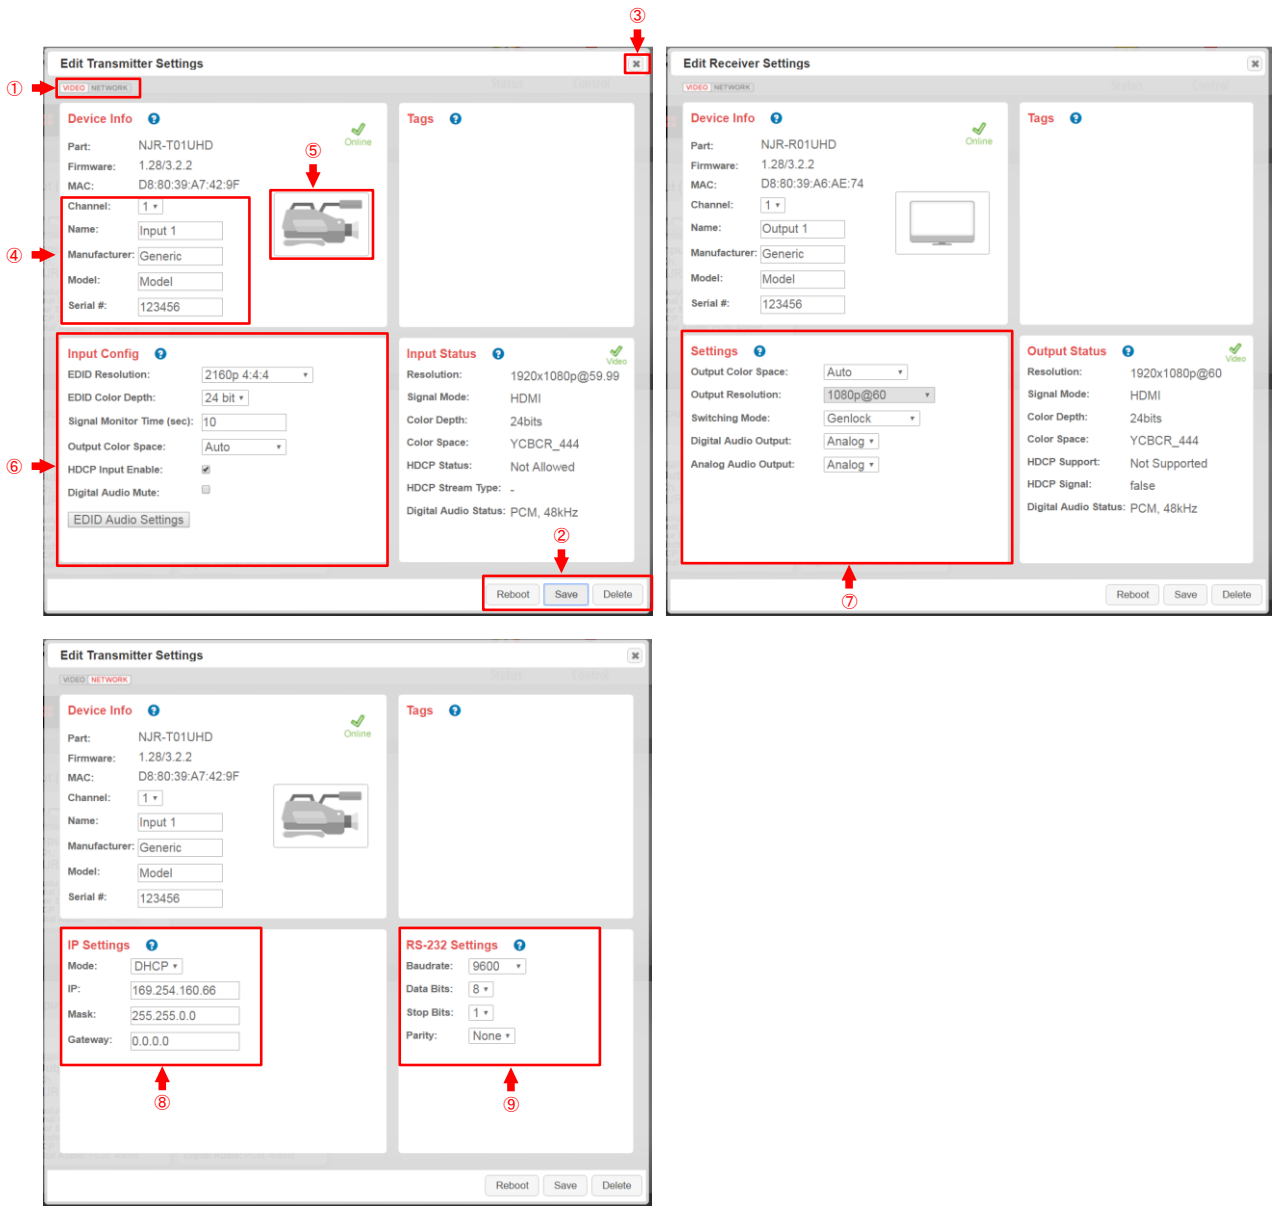 ③
Edit Transmitter Settings
①
VIDEO NETWORK
Device Info
Online
Part: NJR-T01UHD
Firmware: 1.28/3.2.2
MAC: D8:80:39:A7:42:9F
⑤
④
Channel: 1
Name: Input 1
Manufacturer: Generic
Model: Model
Serial #: 123456
Tags
⑥
Input Config
EDID Resolution: 2160p 4:4:4
EDID Color Depth: 24 bit
Signal Monitor Time (sec): 10
Output Color Space: Auto
HDCP Input Enable:
Digital Audio Mute:
EDID Audio Settings
Input Status
Video
Resolution: 1920x1080p@59.99
Signal Mode: HDMI
Color Depth: 24bits
Color Space: YCBCR_444
HDCP Status: Not Allowed
HDCP Stream Type: -
Digital Audio Status: PCM, 48kHz
②
Reboot Save Delete
Edit Receiver Settings
VIDEO NETWORK
Status Control
Device Info
Online
Part: NJR-R01UHD
Firmware: 1.28/3.2.2
MAC: D8:80:39:A6:AE:74
Channel: 1
Name: Output 1
Manufacturer: Generic
Model: Model
Serial #: 123456
Tags
Settings
Output Color Space: Auto
Output Resolution: 1080p@60
Switching Mode: Genlock
Digital Audio Output: Analog
Analog Audio Output: Analog
⑦
Output Status
Video
Resolution: 1920x1080p@60
Signal Mode: HDMI
Color Depth: 24bits
Color Space: YCBCR_444
HDCP Support: Not Supported
HDCP Signal: false
Digital Audio Status: PCM, 48kHz
Reboot Save Delete
Edit Transmitter Settings
VIDEO NETWORK
Status Control
Device Info
Online
Part: NJR-T01UHD
Firmware: 1.28/3.2.2
MAC: D8:80:39:A7:42:9F
Channel: 1
Name: Input 1
Manufacturer: Generic
Model: Model
Serial #: 123456
Tags
IP Settings
Mode: DHCP
IP: 169.254.160.66
Mask: 255.255.0.0
Gateway: 0.0.0.0
⑧
RS-232 Settings
Baudrate: 9600
Data Bits: 8
Stop Bits: 1
Parity: None
⑨
Reboot Save Delete